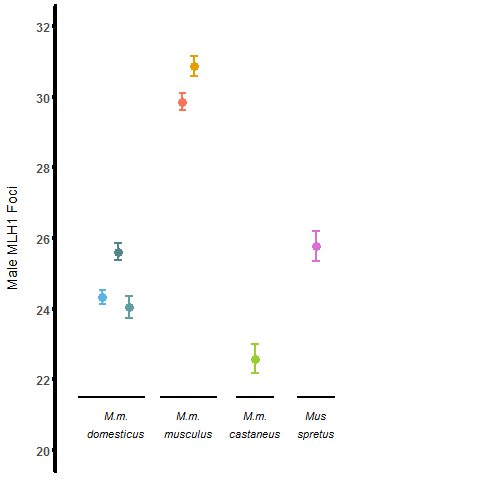 Male MLH1 Foci
32
30
28
26
24
22
20
M.m.
domesticus
M.m.
musculus
M.m.
castaneus
Mus
spretus